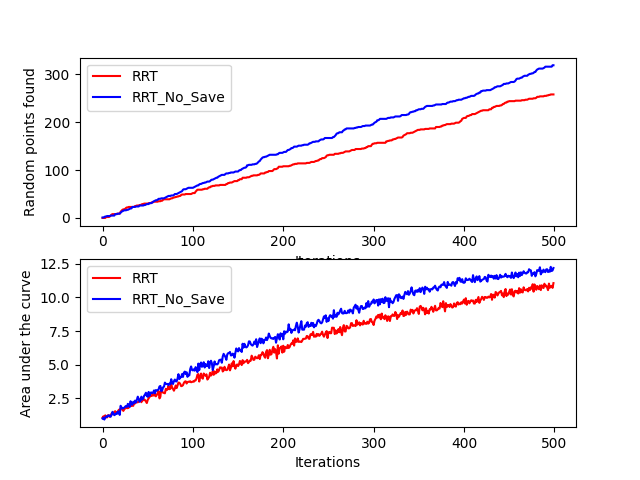 Random points found
300
200
100
0
RRT
RRT_No_Save
0 100 200 300 400 500
Iterations
Area under the curve
12.5
10.0
7.5
5.0
2.5
RRT
RRT_No_Save
0 100 200 300 400 500
Iterations